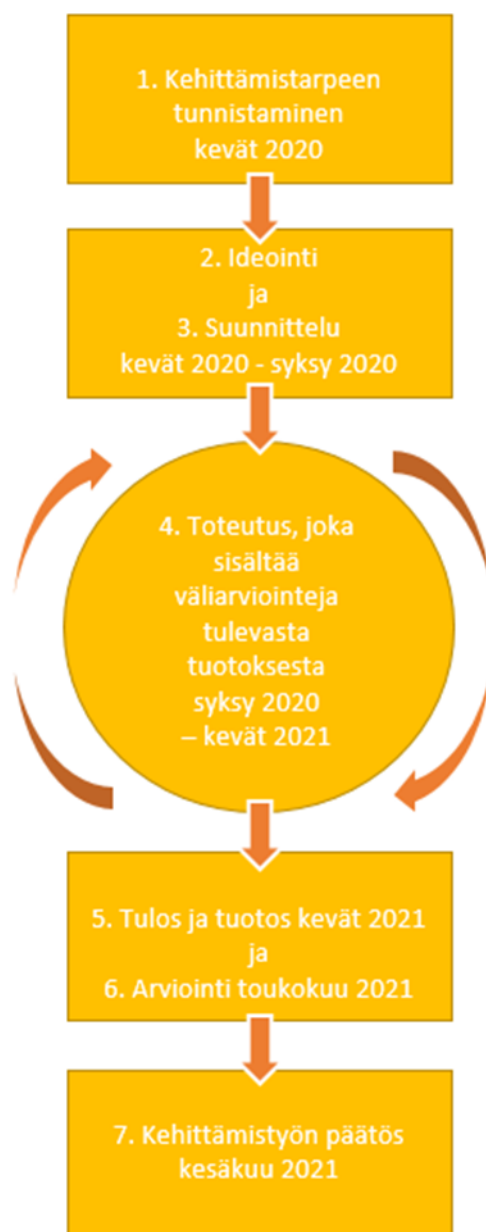 1. Kehittämistarpeen
tunnistaminen
kevät 2020
2. Ideointi
ja
3. Suunnittelu
kevät 2020 - syksy 2020
4. Toteutus, joka
sisältää
väliarviointeja
tulevasta
tuotoksesta
syksy 2020
– kevät 2021
5. Tulos ja tuotos kevät 2021
ja
6. Arviointi toukokuu 2021
7. Kehittämistyön päätös
kesäkuu 2021